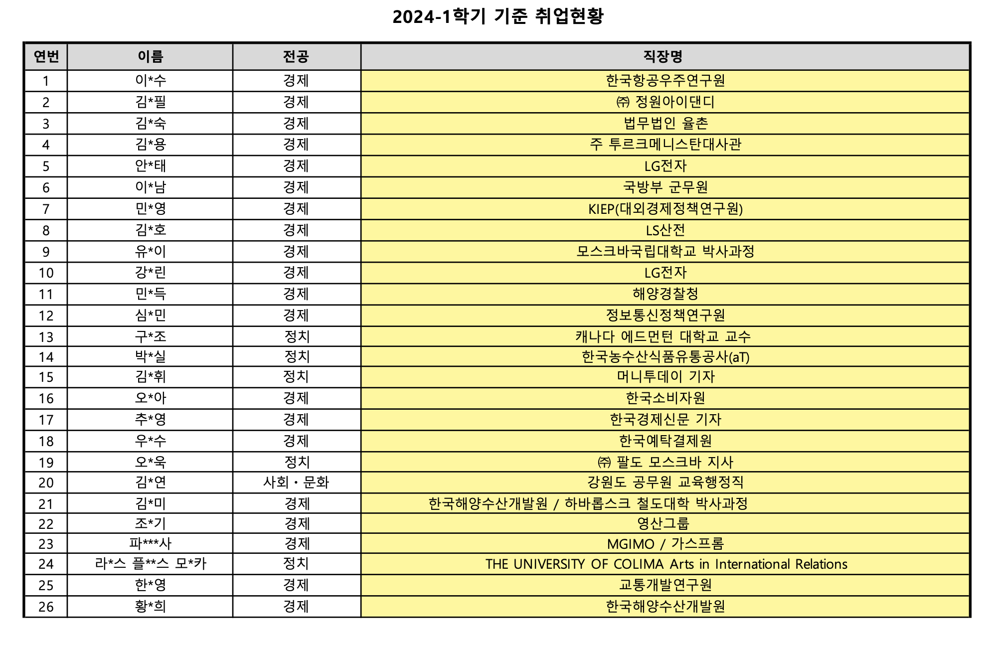 2024-1학기 기준 취업현황
연번 이름 전공 직장명
1 이*수 경제 한국항공우주연구원
2 김*필 경제 ㈜ 정원아이댄디
3 김*숙 경제 법무법인 율촌
4 김*용 경제 주 투르크메니스탄대사관
5 안*태 경제 LG전자
6 이*남 경제 국방부 군무원
7 민*영 경제 KIEP(대외경제정책연구원)
8 김*호 경제 LS산전
9 유*이 경제 모스크바국립대학교 박사과정
10 강*린 경제 LG전자
11 민*득 경제 해양경찰청
12 심*민 경제 정보통신정책연구원
13 구*조 정치 캐나다 에드먼턴 대학교 교수
14 박*실 정치 한국농수산식품유통공사(aT)
15 김*휘 정치 머니투데이 기자
16 오*아 경제 한국소비자원
17 추*영 경제 한국경제신문 기자
18 우*수 경제 한국예탁결제원
19 오*욱 정치 ㈜ 팔도 모스크바 지사
20 김*연 사회・문화 강원도 공무원 교육행정직
21 김*미 경제 한국해양수산개발원 / 하바롭스크 철도대학 박사과정
22 조*기 경제 영산그룹
23 파***사 경제 MGIMO / 가스프롬
24 라*스 플**스 모*카 정치 THE UNIVERSITY OF COLIMA Arts in International Relations
25 한*영 경제 교통개발연구원
26 황*희 경제 한국해양수산개발원